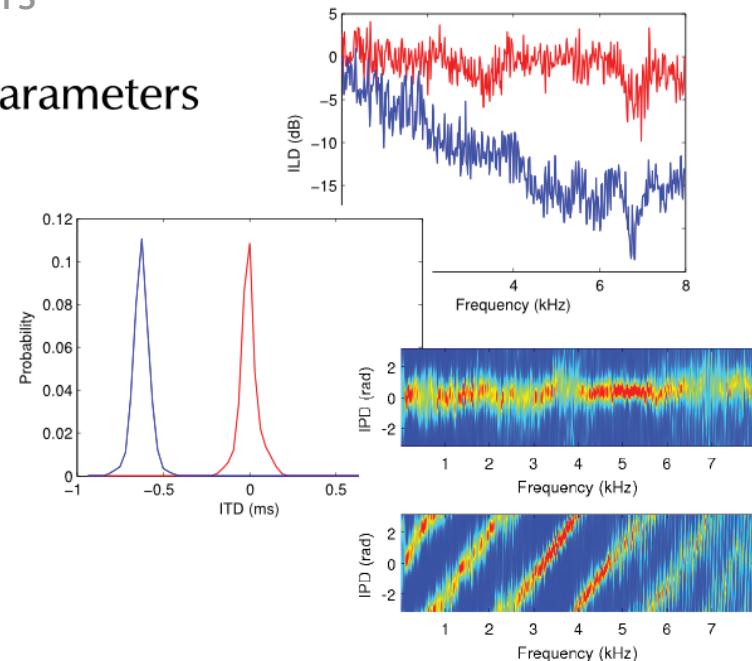 arameters
5
0
−5
−10
−15
ILD (dB)
4 6 8
Frequency (kHz)
0.12
0.1
0.08
0.06
0.04
0.02
0
Probability
−1 −0.5 0 0.5
ITD (ms)
2
0
-2
IPD (rad)
1 2 3 4 5 6 7
Frequency (kHz)
2
0
-2
IPD (rad)
1 2 3 4 5 6 7
Frequency (kHz)